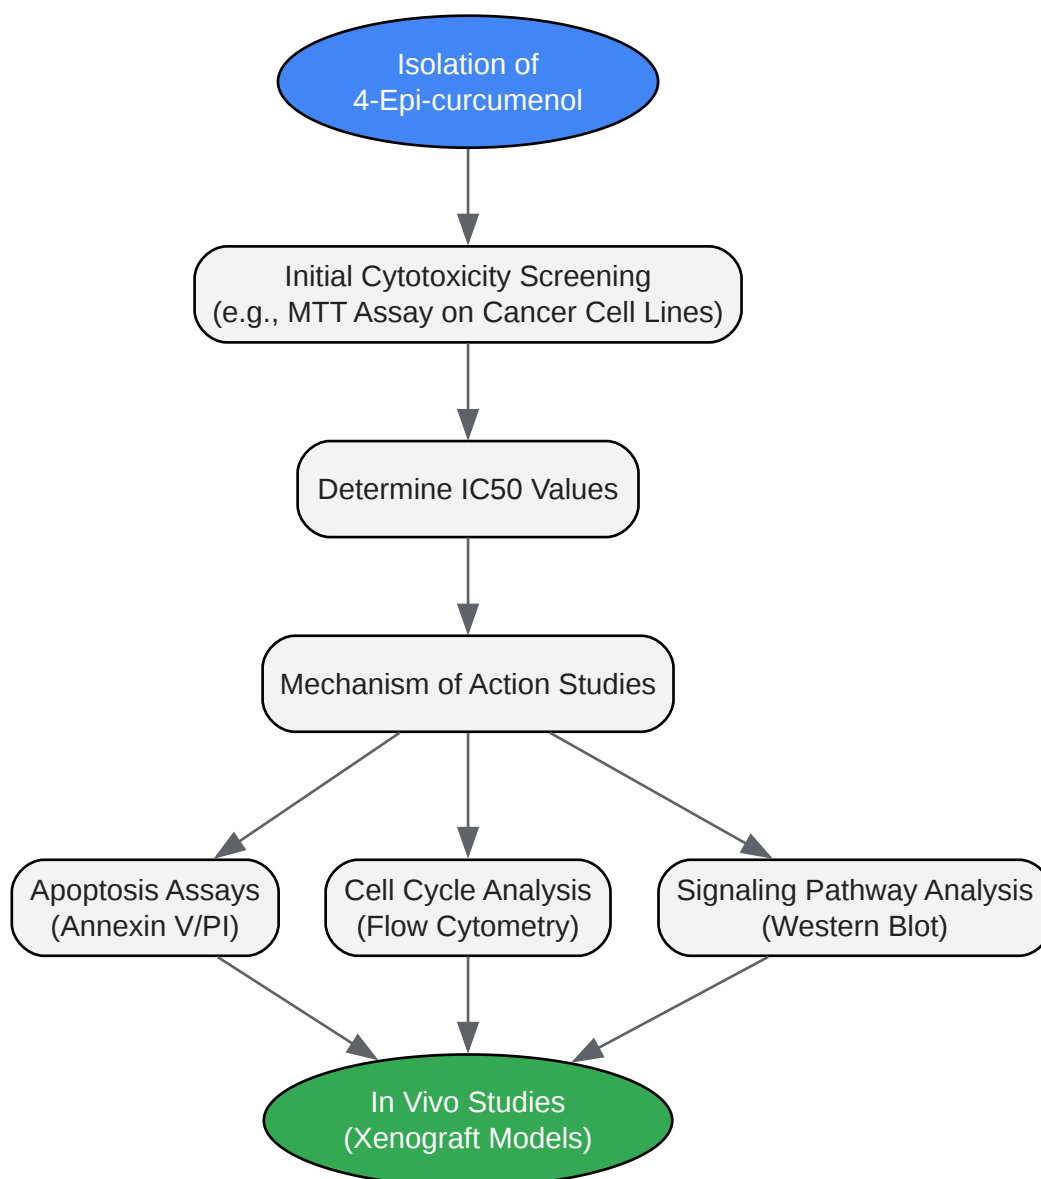 Isolation of
4-Epi-curcumenol
Initial Cytotoxicity Screening
(e.g., MTT Assay on Cancer Cell Lines)
Determine IC50 Values
Mechanism of Action Studies
Apoptosis Assays
(Annexin V/PI)
Cell Cycle Analysis
(Flow Cytometry)
Signaling Pathway Analysis
(Western Blot)
In Vivo Studies
(Xenograft Models)